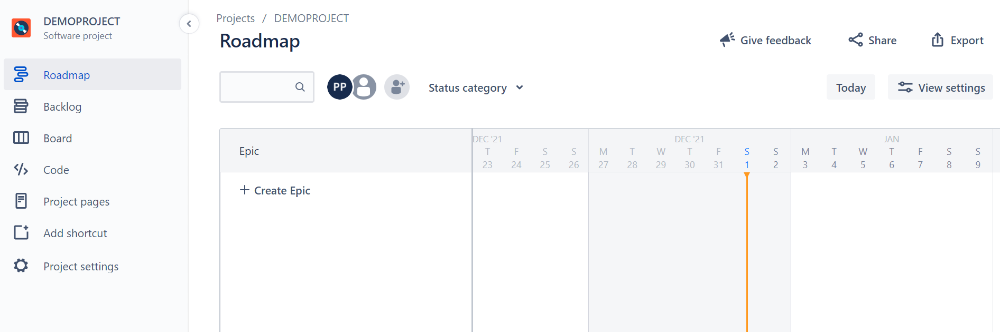 DEMOPROJECT
Software project
Roadmap
Backlog
Board
Code
Project pages
Add shortcut
Project settings
Projects / DEMOPROJECT
Roadmap
Give feedback Share Export
PP Status category Today View settings
Epic
DEC '21 DEC '21 JAN
T F S S M T W T F S S M T W T F S S
23 24 25 26 27 28 29 30 31 1 2 3 4 5 6 7 8 9
+ Create Epic